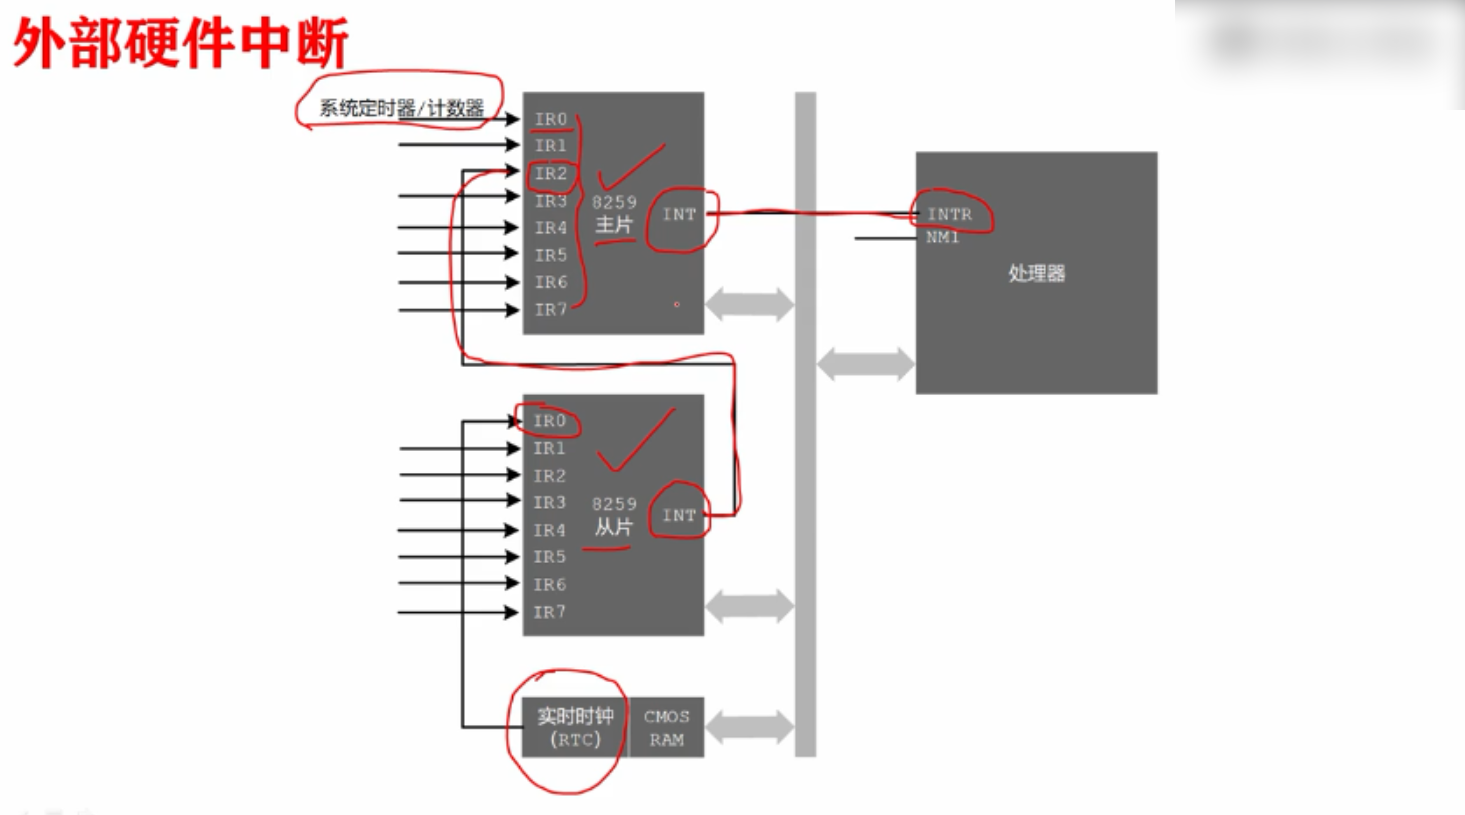 外部硬件中断
系统定时器/计数器
IR0
IR1
IR2
IR3
IR4
IR5
IR6
IR7
8259
主片
INT
INTR
NMI
处理器
IR0
IR1
IR2
IR3
IR4
IR5
IR6
IR7
8259
从片
INT
实时时钟
(RTC)
CMOS
RAM